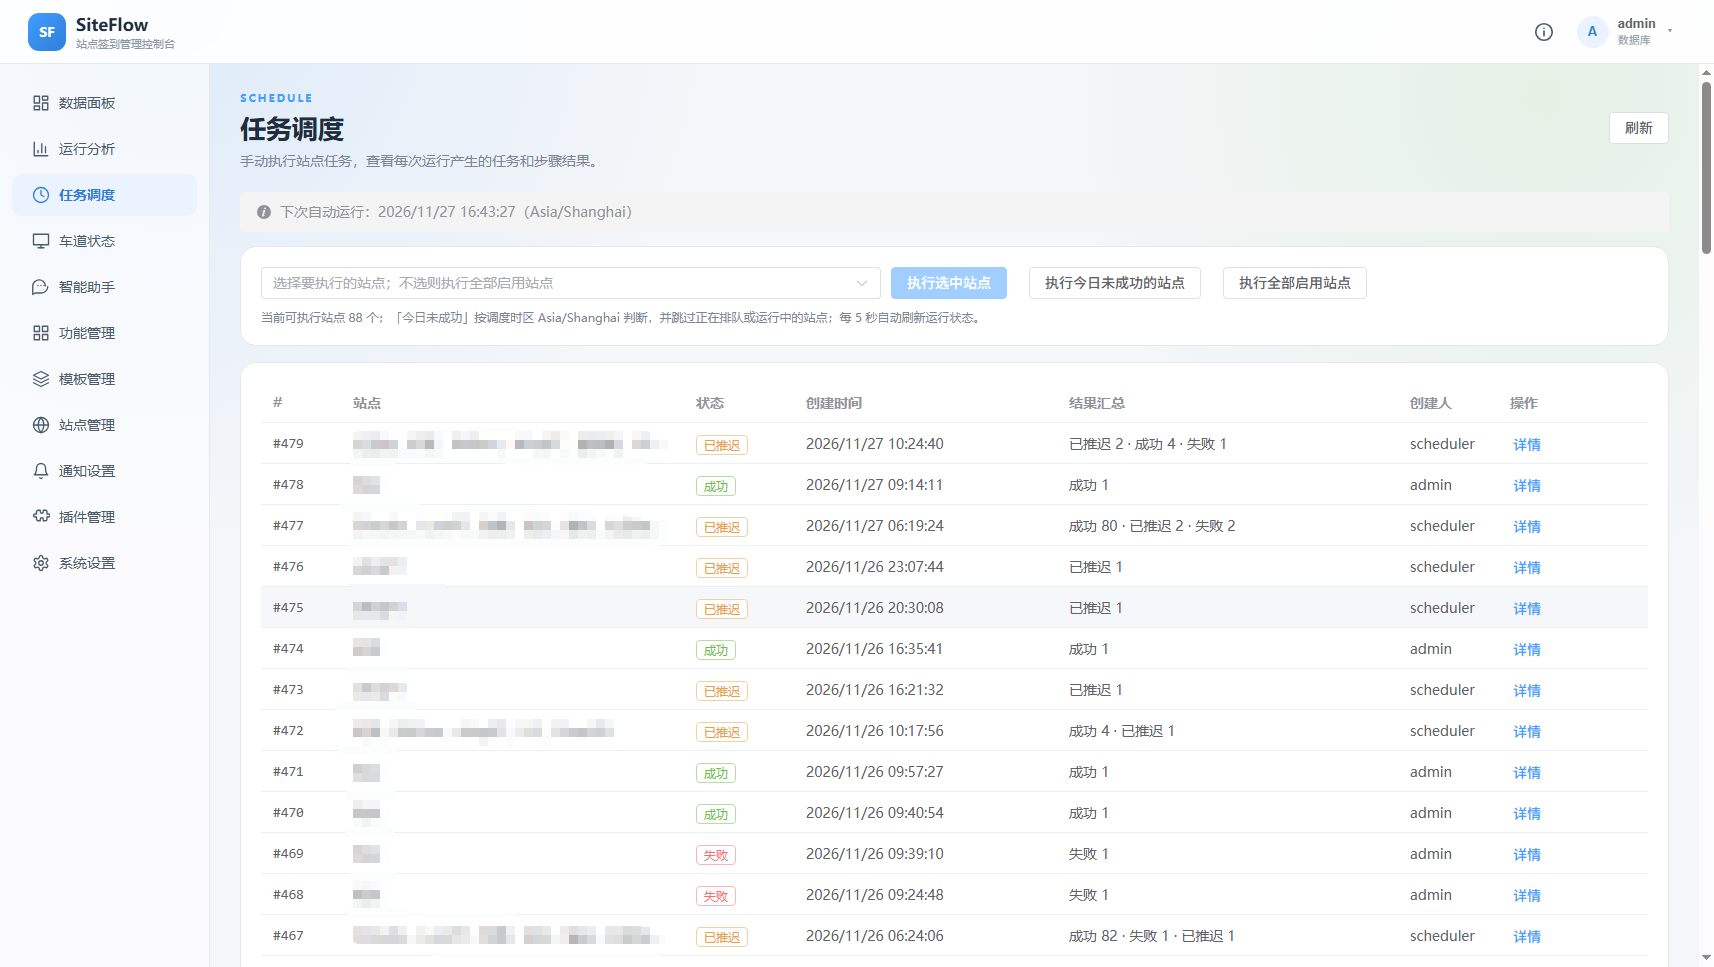 SF
SiteFlow
站点签到管理控制台
A
admin
数据库
数据面板
运行分析
任务调度
车道状态
智能助手
功能管理
模板管理
站点管理
通知设置
插件管理
系统设置
SCHEDULE
任务调度
手动执行站点任务，查看每次运行产生的任务和步骤结果。
刷新
下次自动运行：2026/11/27 16:43:27（Asia/Shanghai）
选择要执行的站点；不选则执行全部启用站点
执行选中站点
执行今日未成功的站点
执行全部启用站点
当前可执行站点 88 个；「今日未成功」按调度时区 Asia/Shanghai 判断，并跳过正在排队或运行中的站点；每 5 秒自动刷新运行状态。
# 站点 状态 创建时间 结果汇总 创建人 操作
#479 已推迟 2026/11/27 10:24:40 已推迟 2 · 成功 4 · 失败 1 scheduler 详情
#478 成功 2026/11/27 09:14:11 成功 1 admin 详情
#477 已推迟 2026/11/27 06:19:24 成功 80 · 已推迟 2 · 失败 2 scheduler 详情
#476 已推迟 2026/11/26 23:07:44 已推迟 1 scheduler 详情
#475 已推迟 2026/11/26 20:30:08 已推迟 1 scheduler 详情
#474 成功 2026/11/26 16:35:41 成功 1 admin 详情
#473 已推迟 2026/11/26 16:21:32 已推迟 1 scheduler 详情
#472 已推迟 2026/11/26 10:17:56 成功 4 · 已推迟 1 scheduler 详情
#471 成功 2026/11/26 09:57:27 成功 1 admin 详情
#470 成功 2026/11/26 09:40:54 成功 1 admin 详情
#469 失败 2026/11/26 09:39:10 失败 1 admin 详情
#468 失败 2026/11/26 09:24:48 失败 1 admin 详情
#467 已推迟 2026/11/26 06:24:06 成功 82 · 失败 1 · 已推迟 1 scheduler 详情